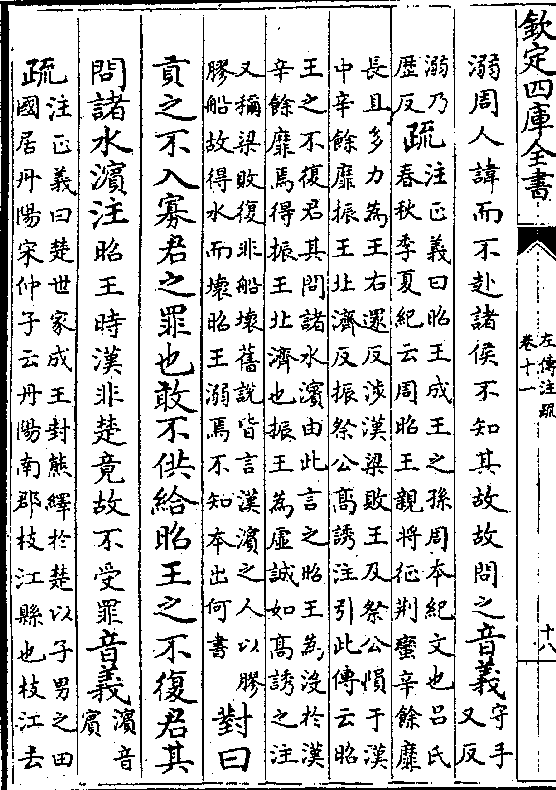 欽定四庫全書
左傳注疏
卷十一
十八
溺周人諱而不赴諸侯不知其故故問之音義守手
又反
溺乃
歴反
疏注正義曰昭王成王之孫周本紀文也呂氏
春秋季夏紀云周昭王親將征荆蠻辛餘靡
長且多力為王右還反涉漢梁敗王及祭公慣于漢
中辛餘靡振王北濟反振祭公髙誘注引此傳云昭
王之不復君其問諸水濱由此言之昭王為没於漢
辛餘靡焉得振王北濟也振王為虛誠如髙誘之注
又稱梁敗復非船壞舊說皆言漢濱之人以膠
膠船故得水而壞昭王溺焉不知本出何書
對曰
貢之不入寡君之罪也敢不供給昭王之不復君其
問諸水濱注昭王時漢非楚竟故不受罪音義濱音
賓
疏注正義曰楚世家成王封熊繹於楚以子男之田
國居丹陽宋仲子云丹陽南郡枝江縣也枝江去